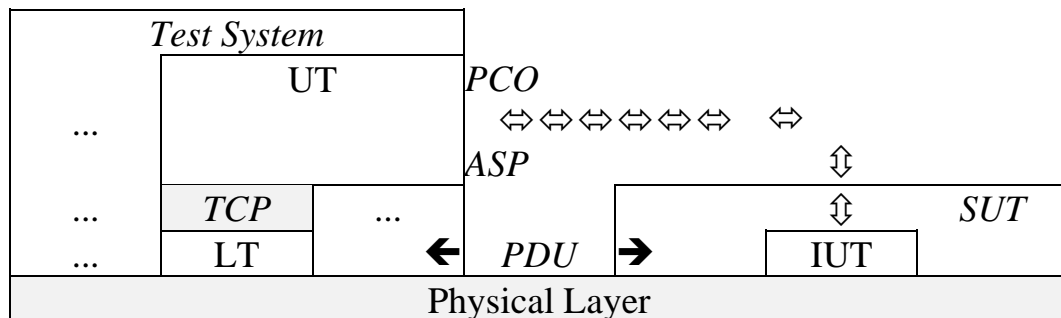 Test System
UT PCO
... ⬄⬄⬄⬄⬄⬄ ⬄
ASP ⇳
... TCP ... ⇳ SUT
... LT 🡸 PDU 🡺 IUT
Physical Layer